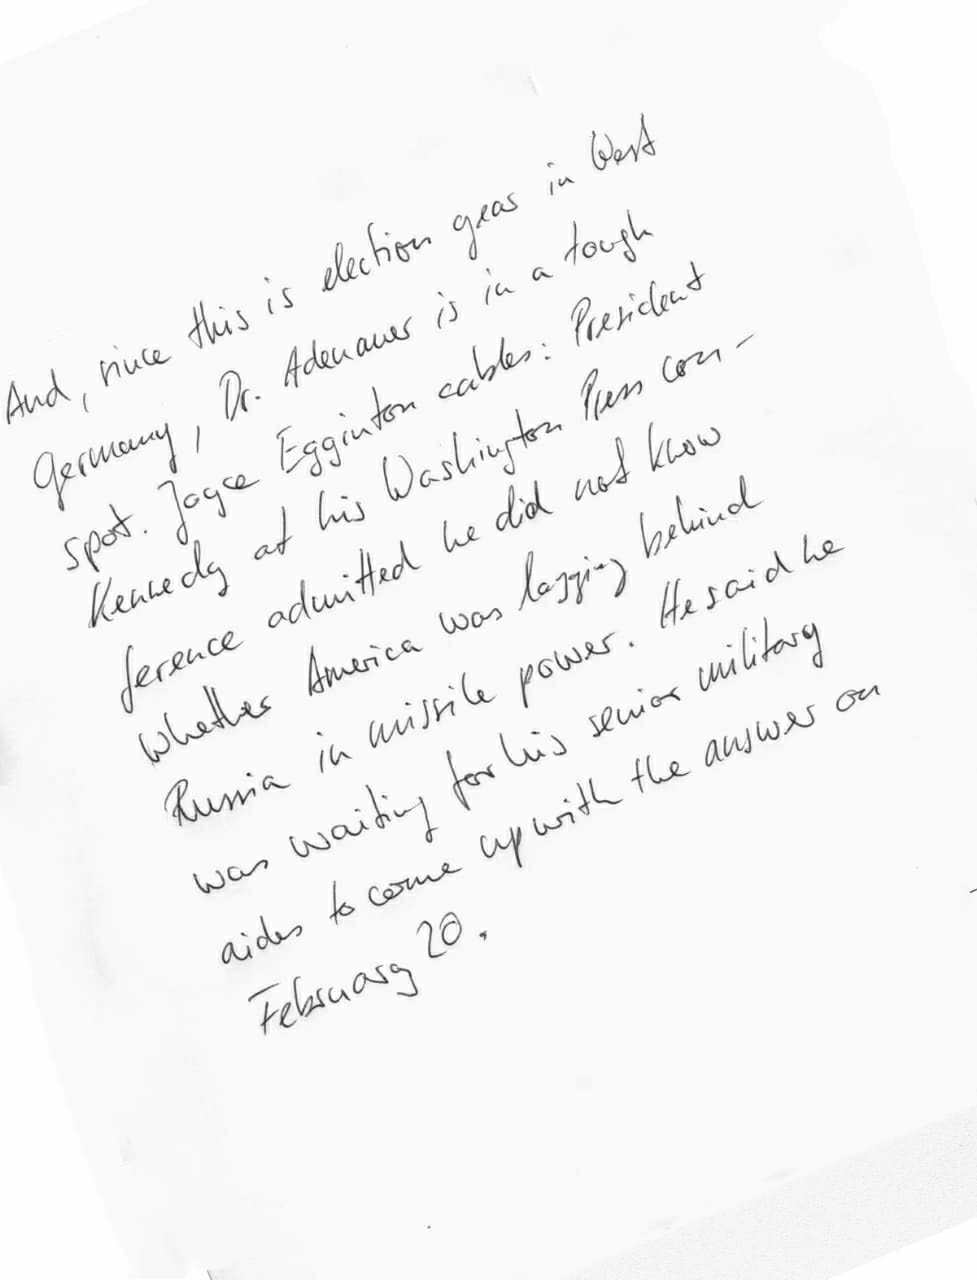 And, since this is election year in West
Germany, Dr. Adenauer is in a tough
spot. Joyce Egginton cables: President
Kennedy at his Washington Press con-
ference admitted he did not know
whether America was lagging behind
Russia in missile power. He said he
was waiting for his senior military
aides to come up with the answer on
February 20.